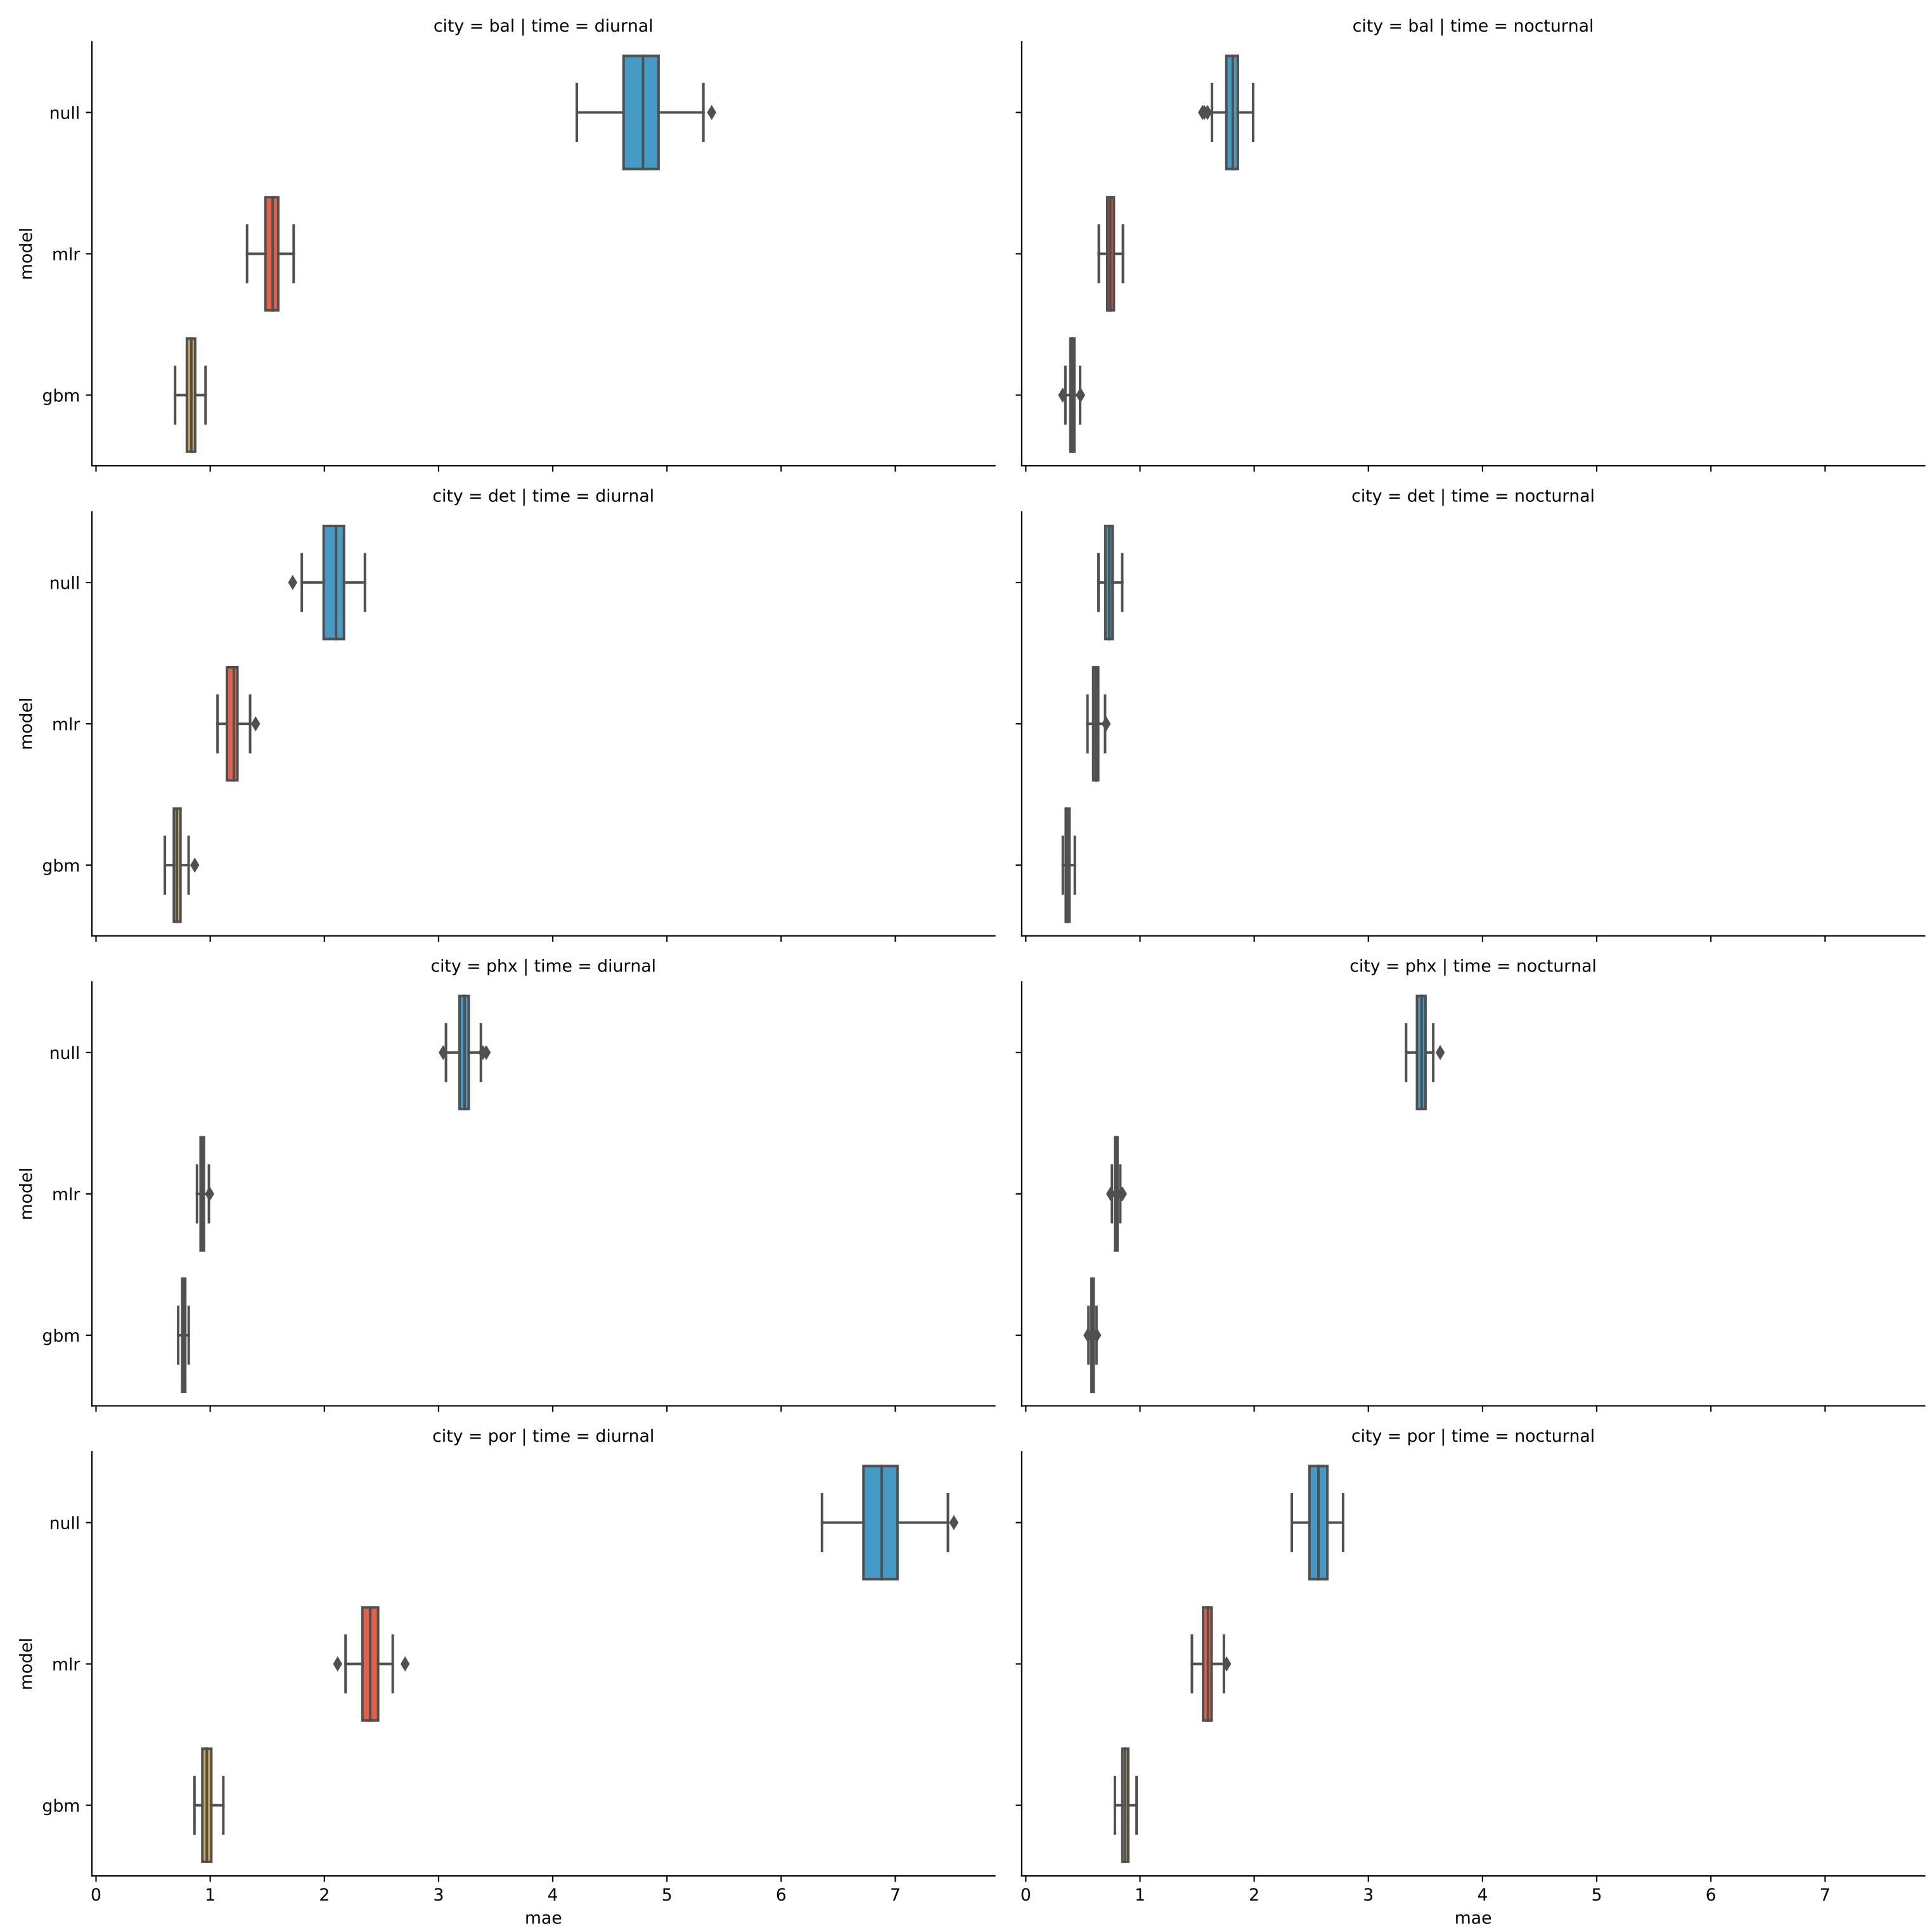 city = bal | time = diurnal
city = bal | time = nocturnal
null
mlr
gbm
model
city = det | time = diurnal
city = det | time = nocturnal
null
mlr
gbm
model
city = phx | time = diurnal
city = phx | time = nocturnal
null
mlr
gbm
model
city = por | time = diurnal
city = por | time = nocturnal
null
mlr
gbm
model
0 1 2 3 4 5 6 7
mae
0 1 2 3 4 5 6 7
mae